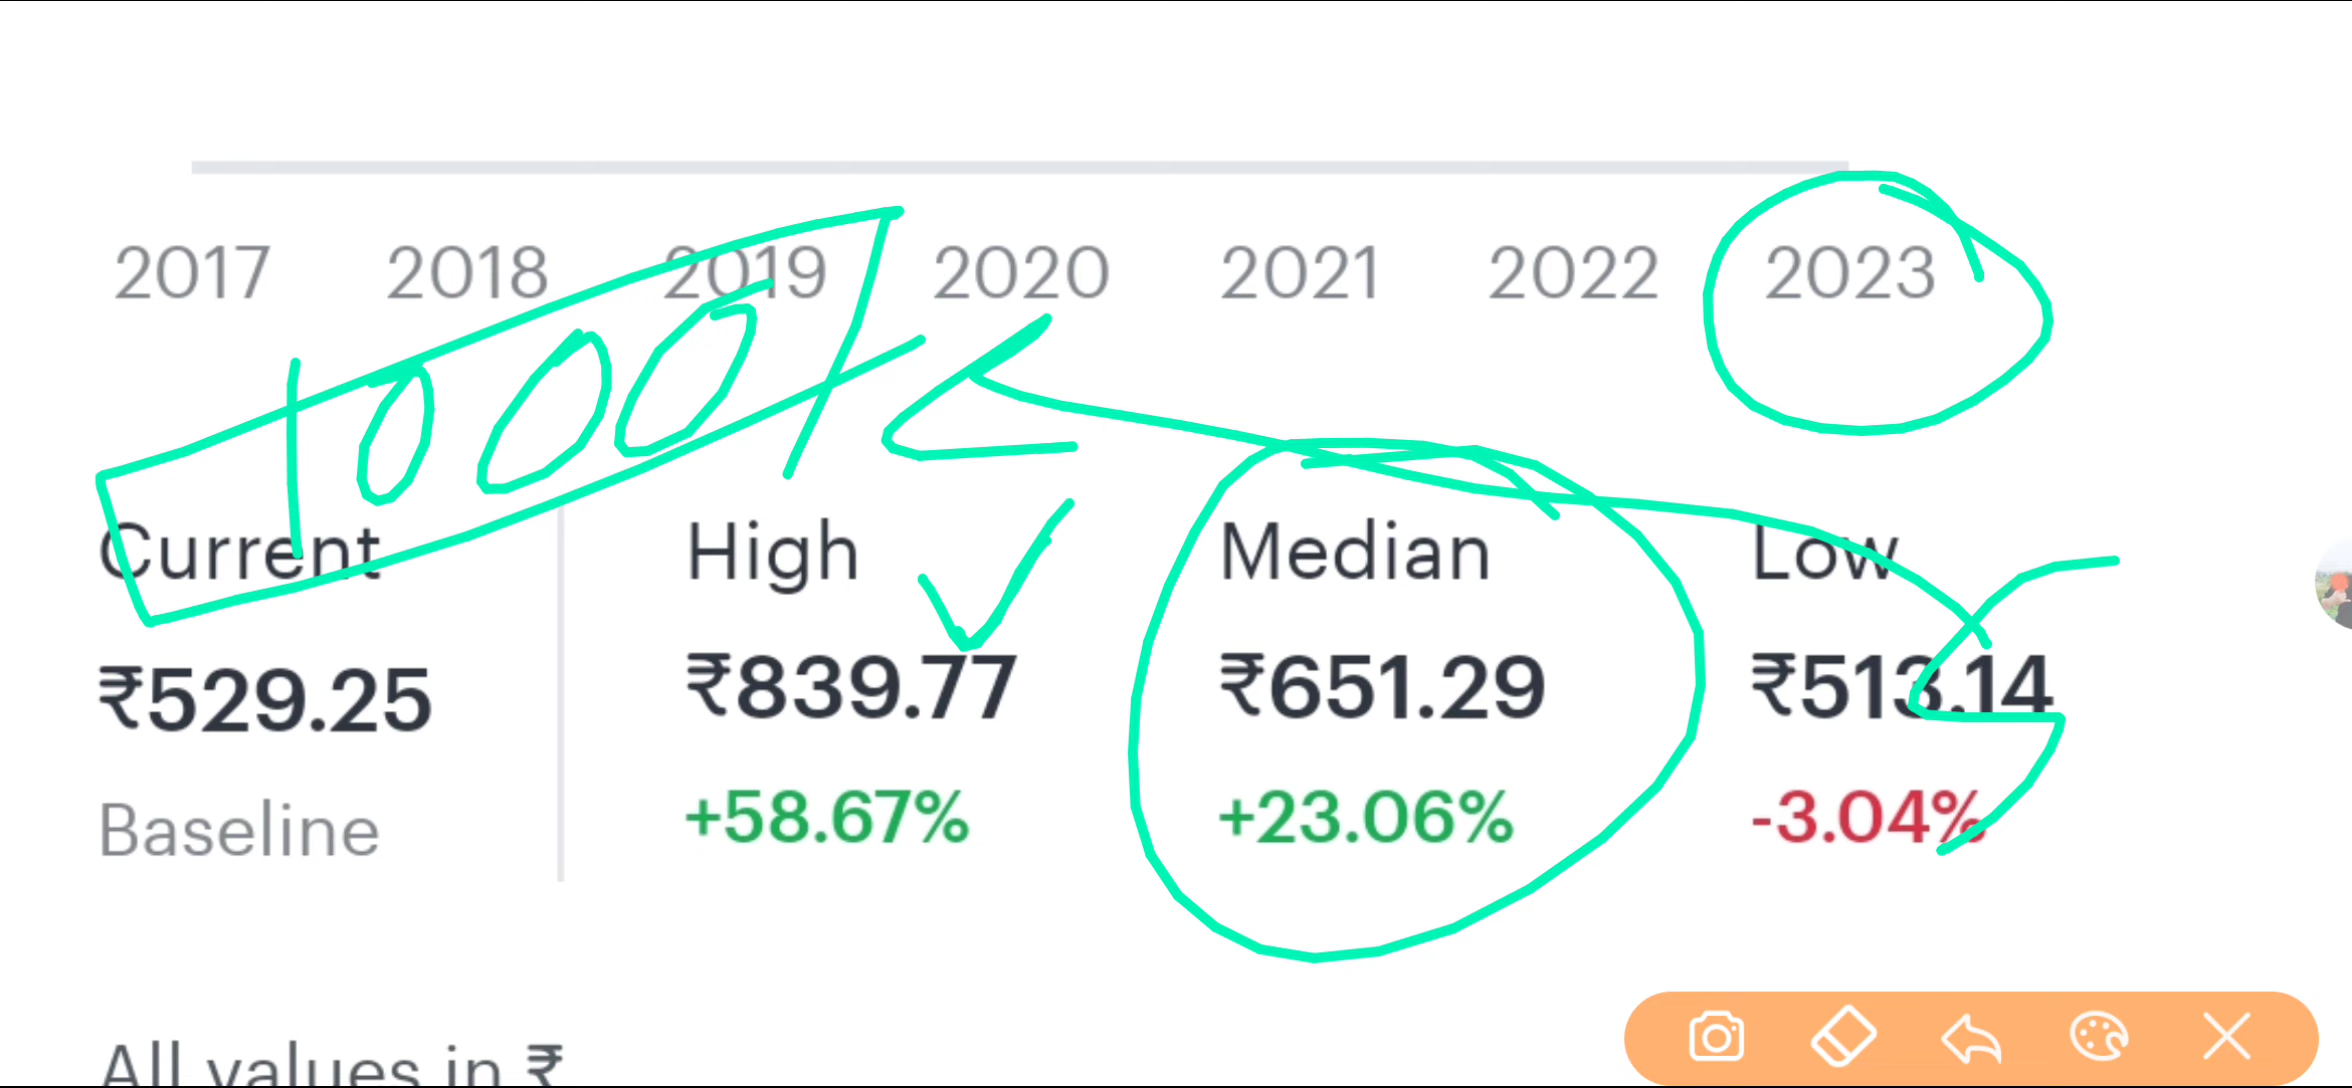 2017 2018 2019 2020 2021 2022 2023
1000/
Current High Median Low
₹529.25 ₹839.77 ₹651.29 ₹513.14
Baseline +58.67% +23.06% -3.04%
All values in ₹